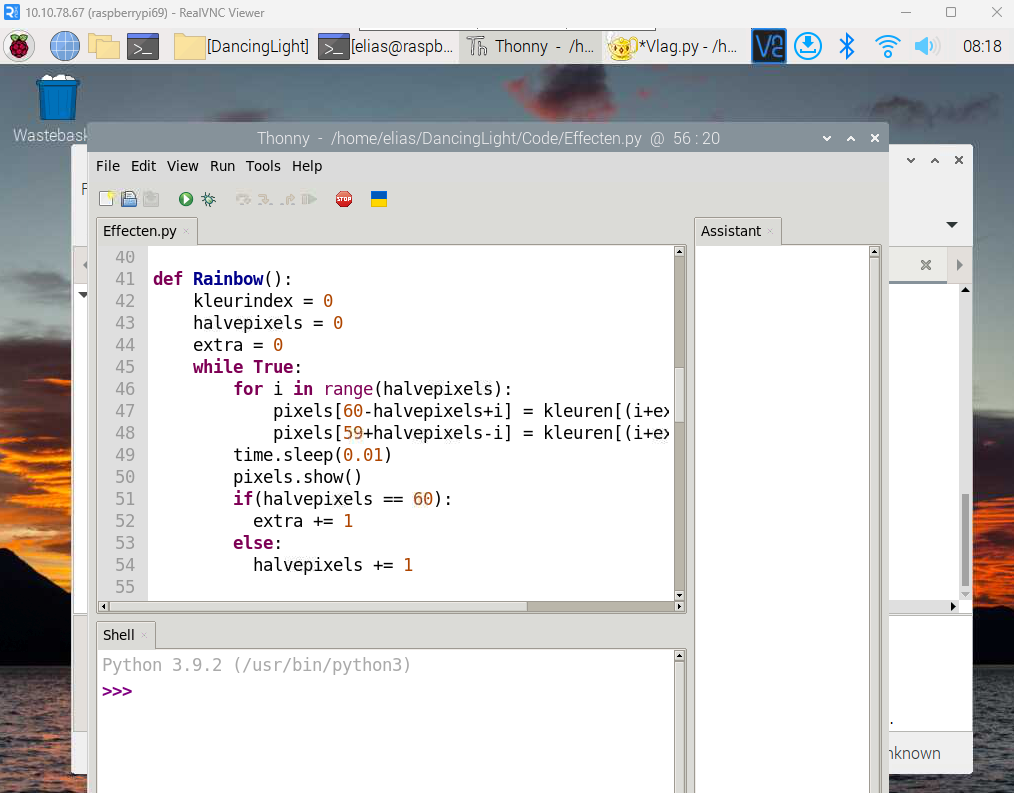 10.10.78.67 (raspberrypi69) - RealVNC Viewer
[DancingLight]
[elias@raspb...
Thonny - /h...
*Vlag.py - /h...
08:18
Wastebask
Thonny - /home/elias/DancingLight/Code/Effecten.py @ 56 : 20
File Edit View Run Tools Help
STOP
Effecten.py
Assistant
40
41 def Rainbow():
42     kleurindex = 0
43     halvepixels = 0
44     extra = 0
45     while True:
46         for i in range(halvepixels):
47             pixels[60-halvepixels+i] = kleuren[(i+ex
48             pixels[59+halvepixels-i] = kleuren[(i+ex
49         time.sleep(0.01)
50         pixels.show()
51         if(halvepixels == 60):
52           extra += 1
53         else:
54           halvepixels += 1
55
Shell
Python 3.9.2 (/usr/bin/python3)
>>>
nknown